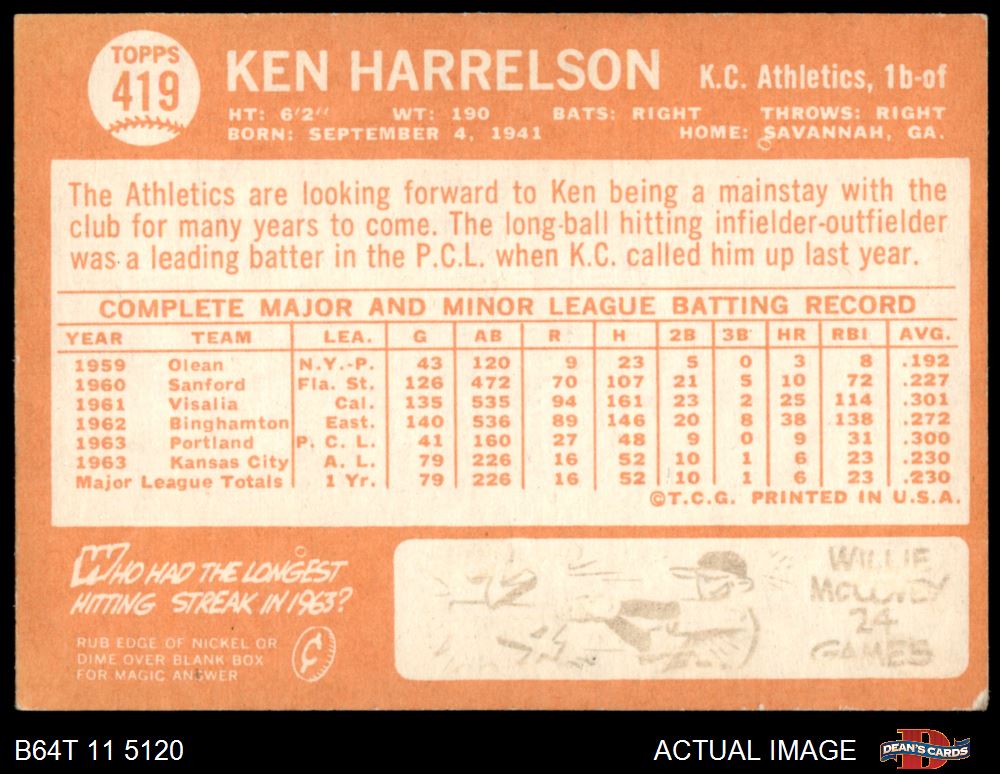 TOPPS
419
KEN HARRELSON
K.C. Athletics, 1b-of
HT: 6'2" WT: 190 BATS: RIGHT THROWS: RIGHT
BORN: SEPTEMBER 4, 1941 HOME: SAVANNAH, GA.
The Athletics are looking forward to Ken being a mainstay with the
club for many years to come. The long-ball hitting infielder-outfielder
was a leading batter in the P.C.L. when K.C. called him up last year.
COMPLETE MAJOR AND MINOR LEAGUE BATTING RECORD
YEAR TEAM LEA. G AB R H 2B 3B HR RBI AVG.
1959 Olean N.Y.-P. 43 120 9 23 5 0 3 8 .192
1960 Sanford Fla. St. 126 472 70 107 21 5 10 72 .227
1961 Visalia Cal. 135 535 94 161 23 2 25 114 .301
1962 Binghamton East. 140 536 89 146 20 8 38 138 .272
1963 Portland P. C. L. 41 160 27 48 9 0 9 31 .300
1963 Kansas City A. L. 79 226 16 52 10 1 6 23 .230
Major League Totals 1 Yr. 79 226 16 52 10 1 6 23 .230
©T.C.G. PRINTED IN U.S.A.
WHO HAD THE LONGEST
HITTING STREAK IN 1963?
RUB EDGE OF NICKEL OR
DIME OVER BLANK BOX
FOR MAGIC ANSWER
WILLIE
24
GAMES
B64T 11 5120
ACTUAL IMAGE
DEAN'S CARDS